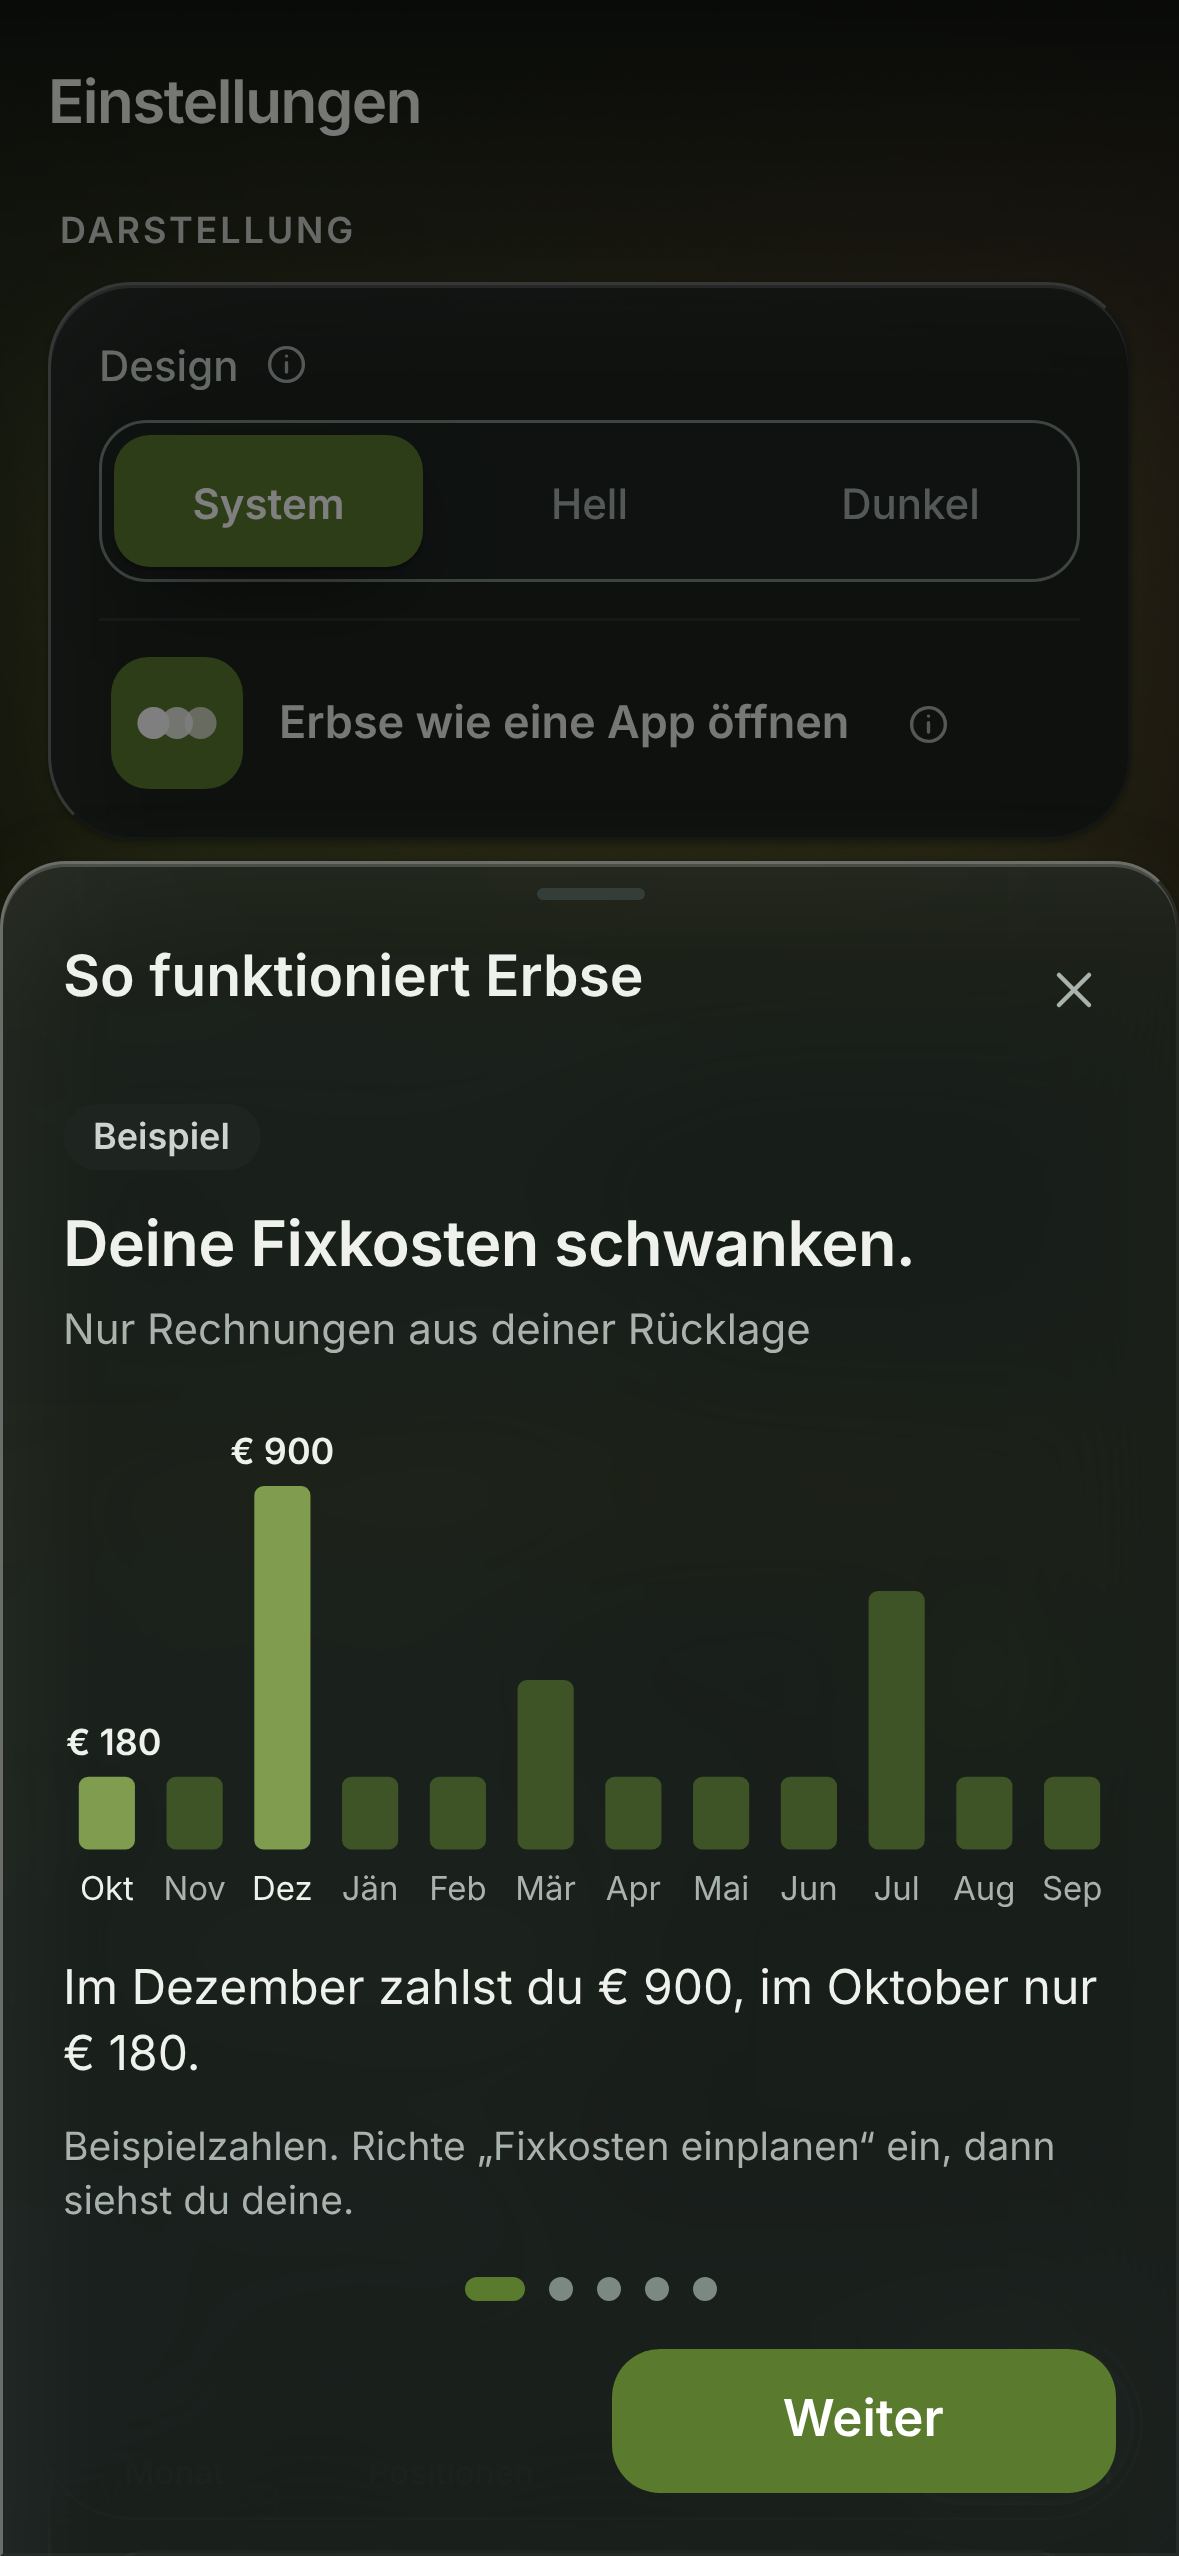 Einstellungen
DARSTELLUNG
Design
System
Hell
Dunkel
Erbse wie eine App öffnen
So funktioniert Erbse
Beispiel
Deine Fixkosten schwanken.
Nur Rechnungen aus deiner Rücklage
€ 900
€ 180
Okt Nov Dez Jän Feb Mär Apr Mai Jun Jul Aug Sep
Im Dezember zahlst du € 900, im Oktober nur
€ 180.
Beispielzahlen. Richte „Fixkosten einplanen“ ein, dann
siehst du deine.
Weiter
Monat
Positionen